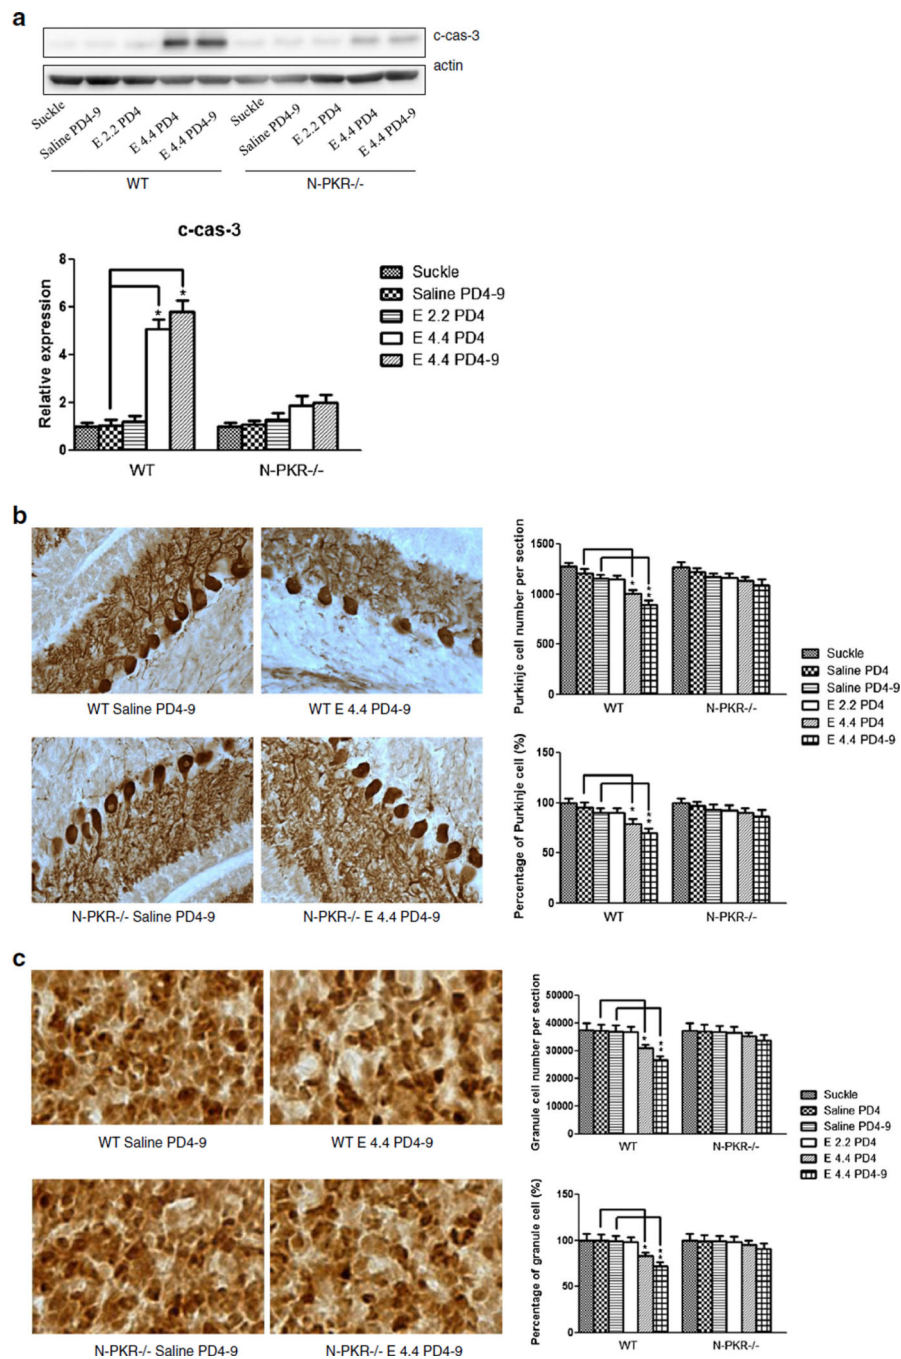 a
c-cas-3
actin
Suckle
Saline PD4-9
E 2.2 PD4
E 4.4 PD4
E 4.4 PD4-9
Suckle
Saline PD4-9
E 2.2 PD4
E 4.4 PD4
E 4.4 PD4-9
WT
N-PKR-/-
c-cas-3
Relative expression
8
6
4
2
0
*
*
WT
N-PKR-/-
Suckle
Saline PD4-9
E 2.2 PD4
E 4.4 PD4
E 4.4 PD4-9
b
WT Saline PD4-9
WT E 4.4 PD4-9
N-PKR-/- Saline PD4-9
N-PKR-/- E 4.4 PD4-9
Purkinje cell number per section
1500
1000
500
0
*
**
WT
N-PKR-/-
Percentage of Purkinje cell (%)
150
100
50
0
*
**
WT
N-PKR-/-
Suckle
Saline PD4
Saline PD4-9
E 2.2 PD4
E 4.4 PD4
E 4.4 PD4-9
c
WT Saline PD4-9
WT E 4.4 PD4-9
N-PKR-/- Saline PD4-9
N-PKR-/- E 4.4 PD4-9
Granule cell number per section
50000
40000
30000
20000
10000
0
*
**
WT
N-PKR-/-
Percentage of granule cell (%)
150
100
50
0
*
**
WT
N-PKR-/-
Suckle
Saline PD4
Saline PD4-9
E 2.2 PD4
E 4.4 PD4
E 4.4 PD4-9